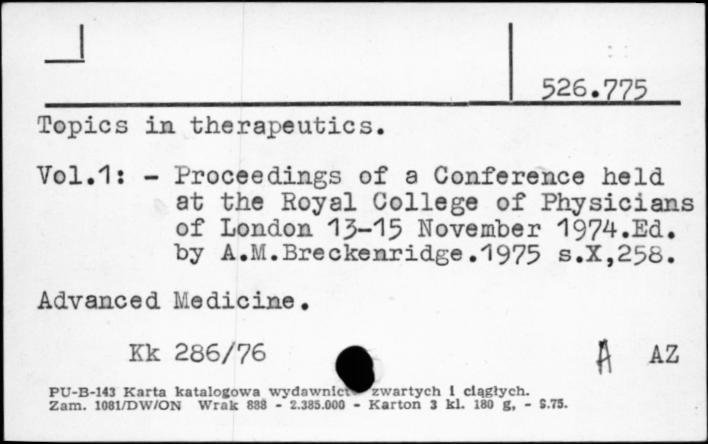 526.775
Topics in therapeutics.
Vol.1: - Proceedings of a Conference held
at the Royal College of Physicians
of London 13-15 November 1974.Ed.
by A.M.Breckenridge.1975 s.X,258.
Advanced Medicine.
Kk 286/76 A AZ
PU-B-143 Karta katalogowa zwartych i ciągłych.
Zam. 1081/DW/ON Wrak 888 - 2.385.000 - Karton 3 kl. 180 g, - 75.